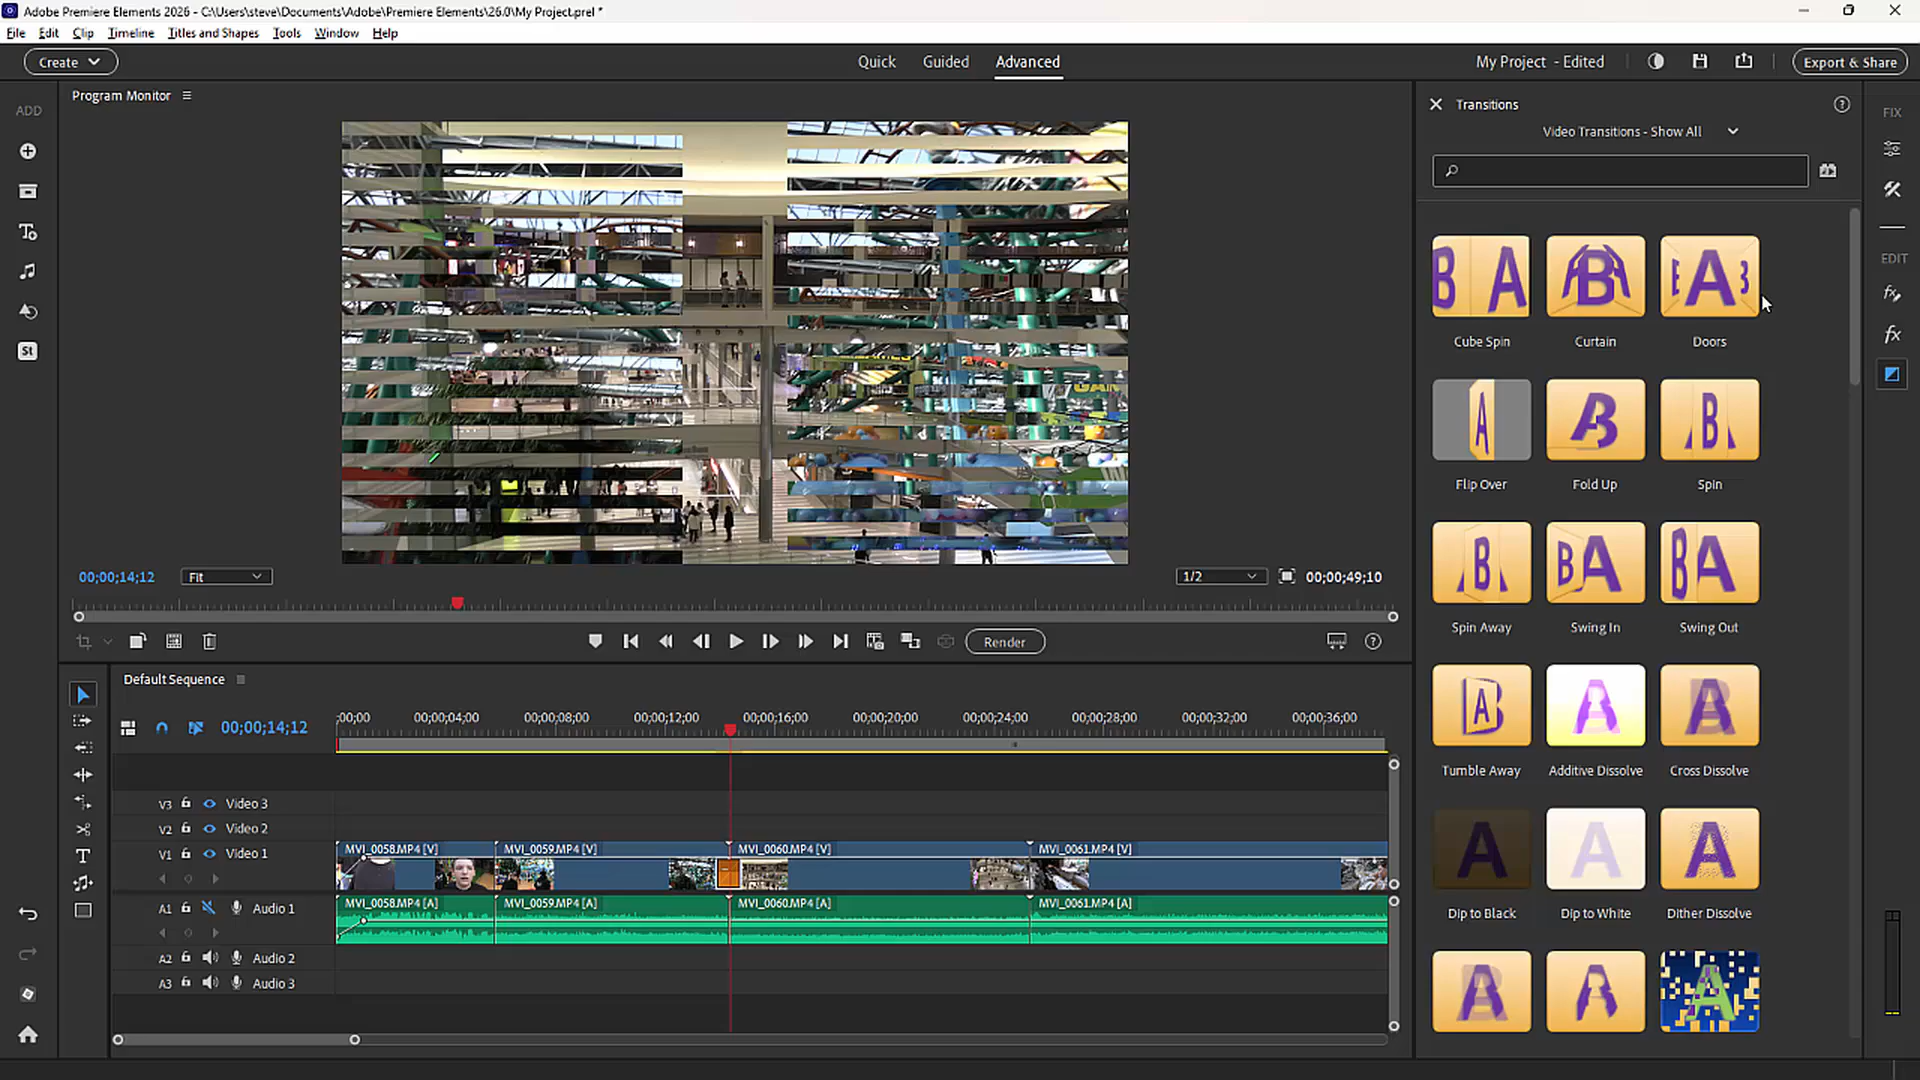 Adobe Premiere Elements 2026 - C:\Users\steve\Documents\Adobe\Premiere Elements\26.0\My Project.prel *
File Edit Clip Timeline Titles and Shapes Tools Window Help
Create Quick Guided Advanced My Project - Edited Export & Share
ADD
Program Monitor
Transitions
FIX
Video Transitions - Show All
EDIT
St
B A B A B
Cube Spin Curtain Doors
A B B
Flip Over Fold Up Spin
B B A B A
Spin Away Swing In Swing Out
00;00;14;12 Fit 1/2 00;00;49;10
Render
Default Sequence
00;00;14;12
;00;00 00;00;04;00 00;00;08;00 00;00;12;00 00;00;16;00 00;00;20;00 00;00;24;00 00;00;28;00 00;00;32;00 00;00;36;00
A A A
Tumble Away Additive Dissolve Cross Dissolve
V3 Video 3
V2 Video 2
V1 Video 1
MVI_0058.MP4 [V] MVI_0059.MP4 [V] MVI_0060.MP4 [V] MVI_0061.MP4 [V]
A A A
Dip to Black Dip to White Dither Dissolve
A1 Audio 1
MVI_0058.MP4 [A] MVI_0059.MP4 [A] MVI_0060.MP4 [A] MVI_0061.MP4 [A]
A2 Audio 2
A3 Audio 3
A A A